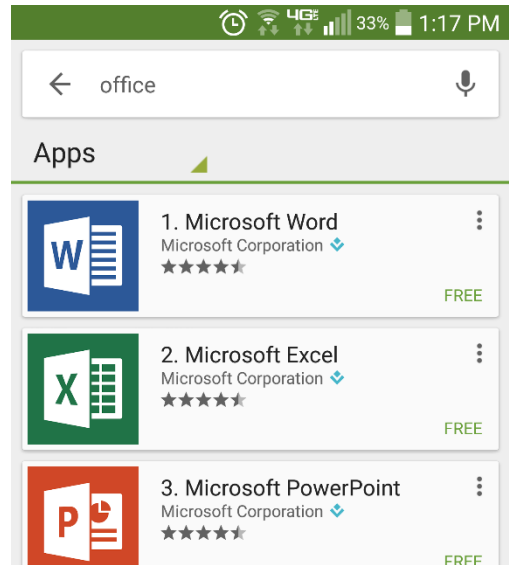 4G LTE 33% 1:17 PM
office
Apps
W
1. Microsoft Word
Microsoft Corporation
FREE
X
2. Microsoft Excel
Microsoft Corporation
FREE
P
3. Microsoft PowerPoint
Microsoft Corporation
FREE